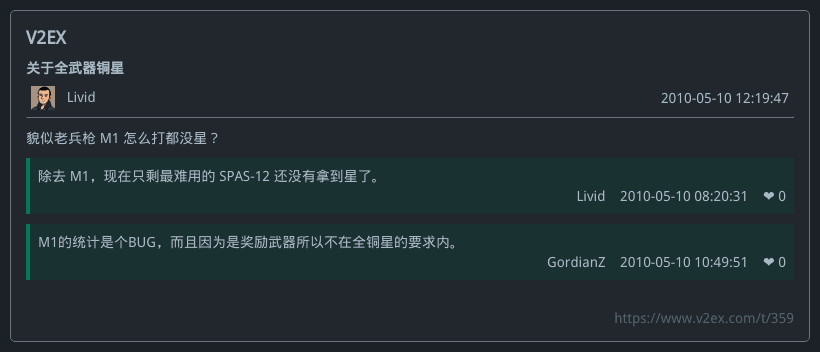 V2EX
关于全武器铜星
Livid 2010-05-10 12:19:47
貌似老兵枪 M1 怎么打都没星？
除去 M1，现在只剩最难用的 SPAS-12 还没有拿到星了。
Livid 2010-05-10 08:20:31 ❤ 0
M1的统计是个BUG，而且因为是奖励武器所以不在全铜星的要求内。
GordianZ 2010-05-10 10:49:51 ❤ 0
https://www.v2ex.com/t/359